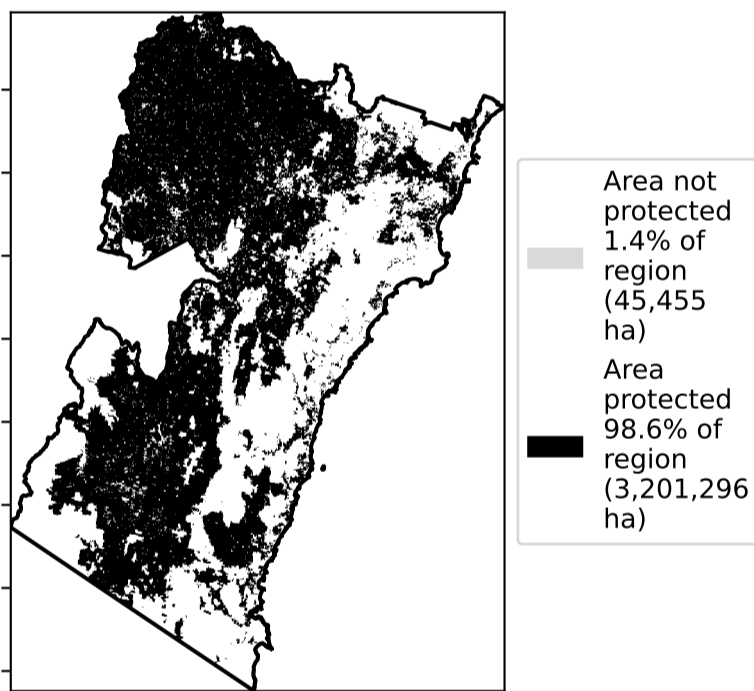 Area not
protected
1.4% of
region
(45,455
ha)
Area
protected
98.6% of
region
(3,201,296
ha)